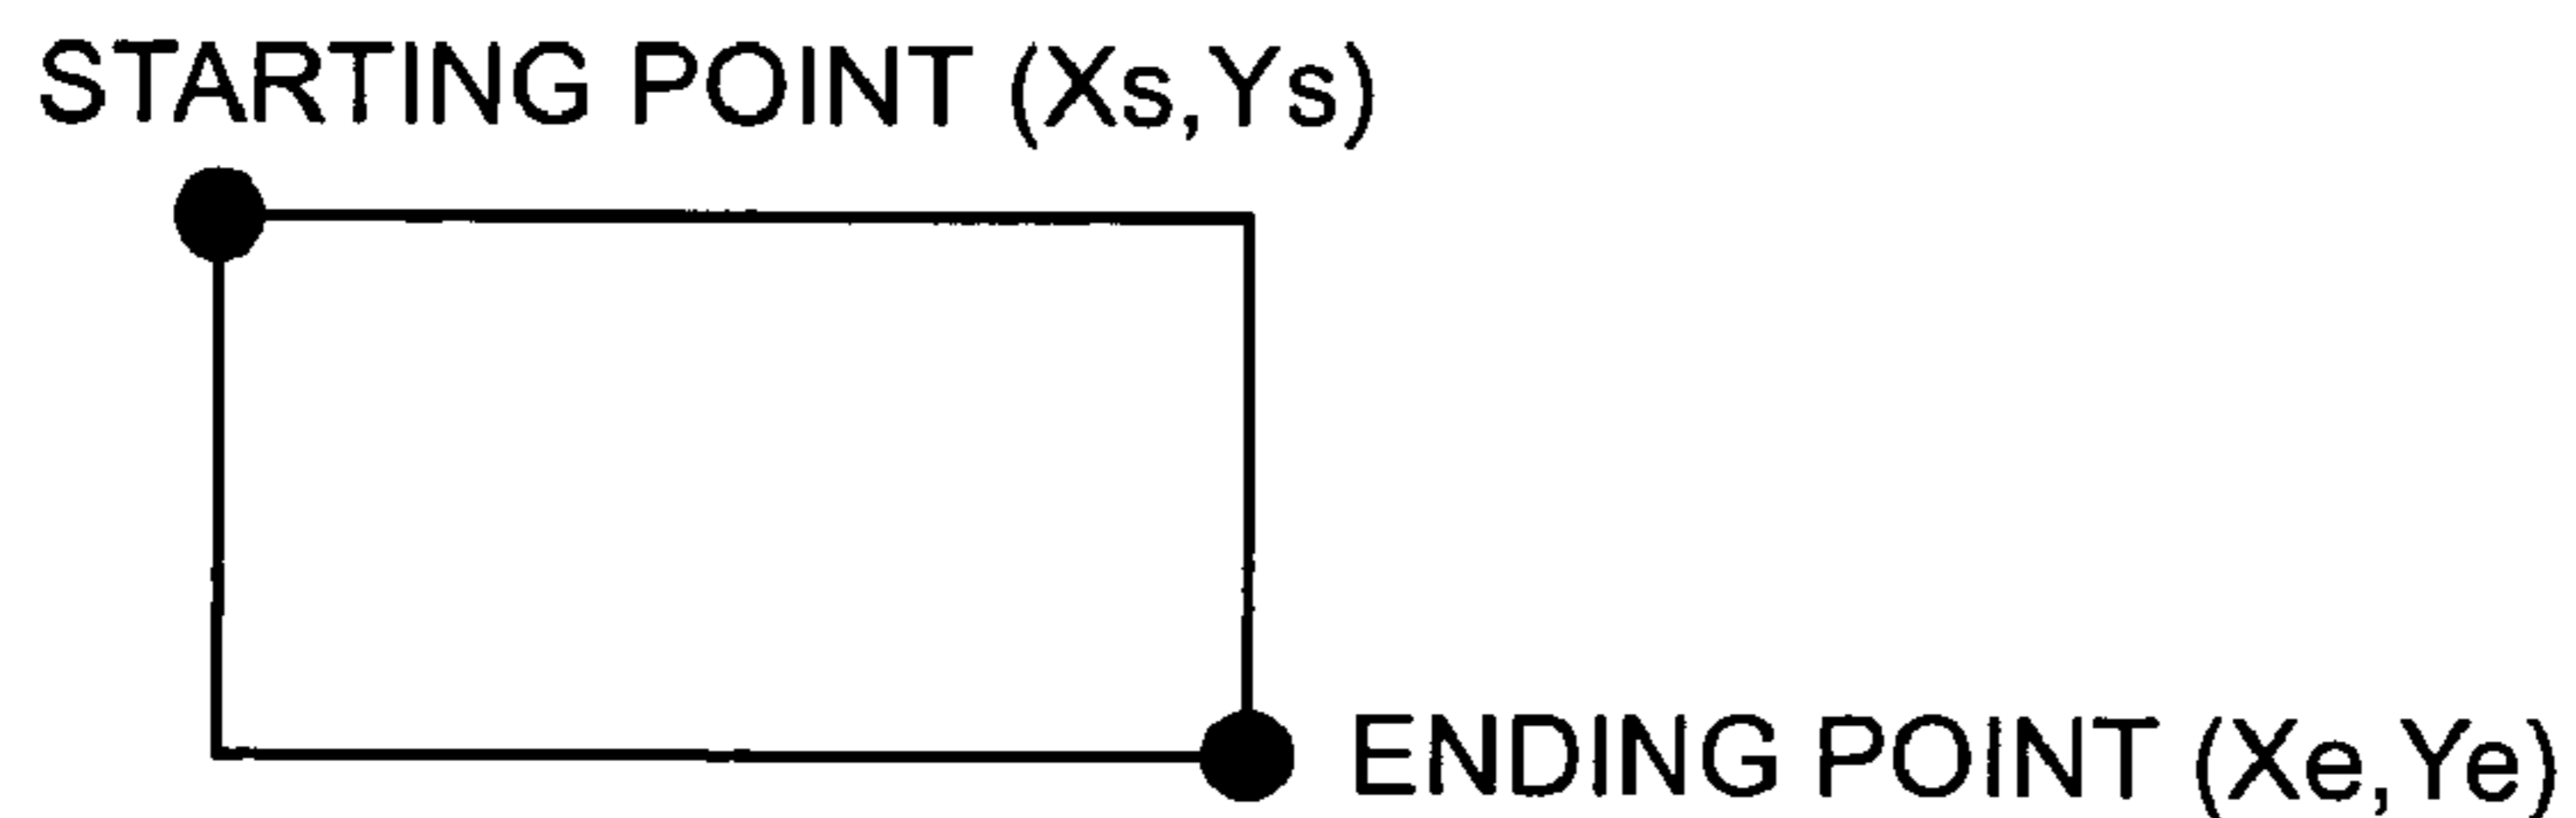 STARTING POINT (Xs,Ys)
ENDING POINT (Xe,Ye)